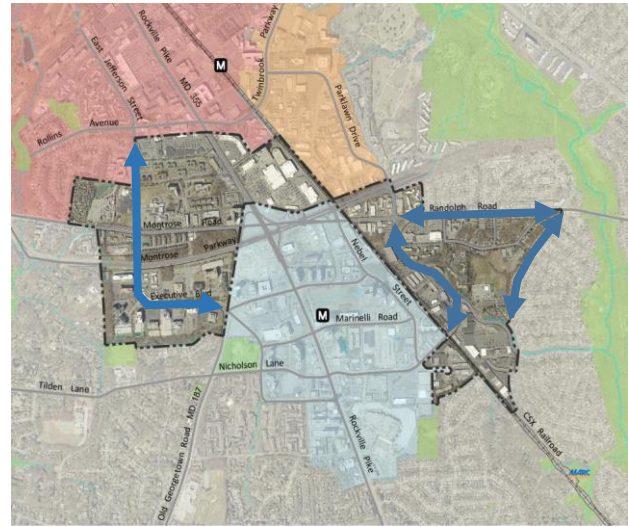 Rockville Pike MD 355
East Jefferson Street
Twinbrook Parkway
M
Parklawn Drive
Rollins Avenue
Randolph Road
Montrose Road
Montrose Parkway
Nebel Street
Executive Blvd
M
Marinelli Road
Nicholson Lane
Tilden Lane
Old Georgetown Road MD 187
Rockville Pike
CSX Railroad
MARC